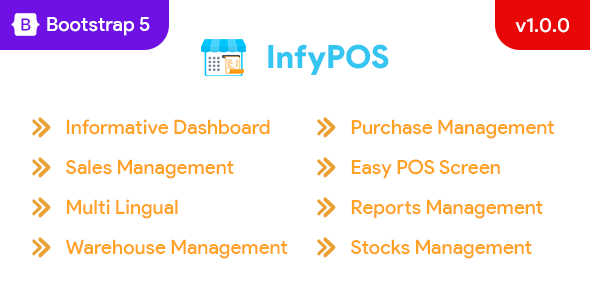 B Bootstrap 5
v1.0.0
InfyPOS
Informative Dashboard
Sales Management
Multi Lingual
Warehouse Management
Purchase Management
Easy POS Screen
Reports Management
Stocks Management